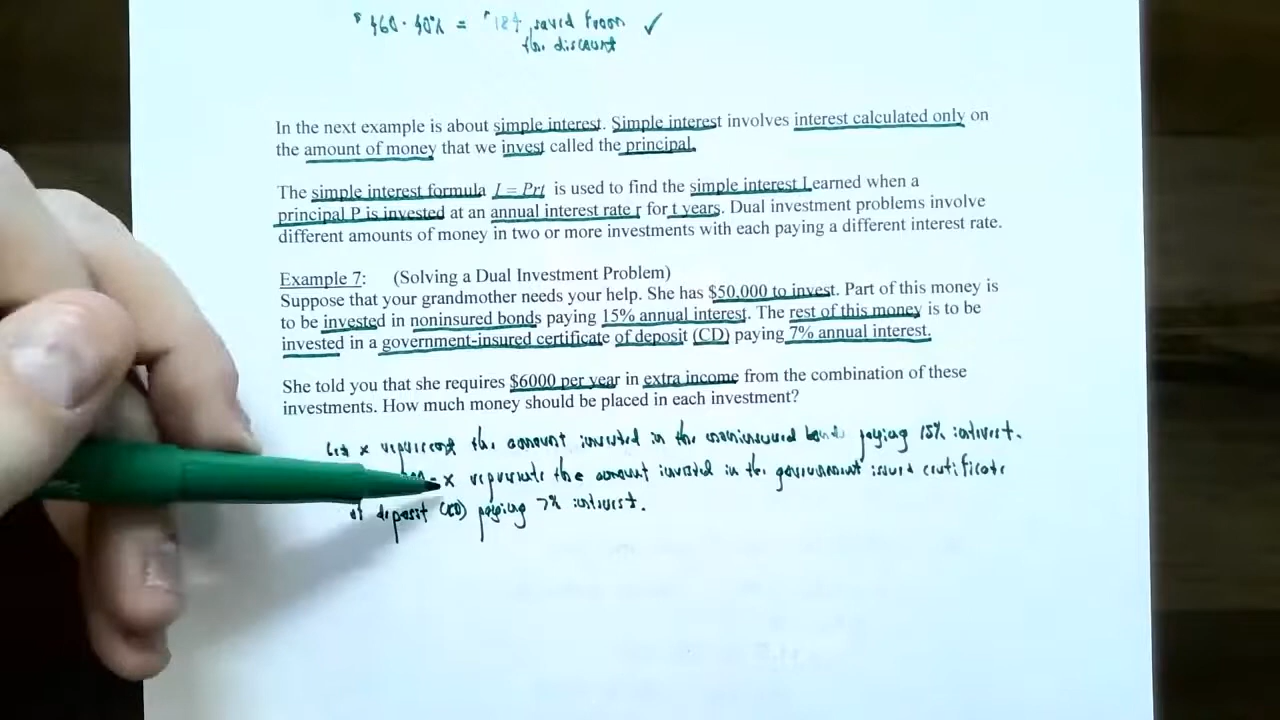 $460 · 40% = $184 saved from ✓
the discount
In the next example is about simple interest. Simple interest involves interest calculated only on
the amount of money that we invest called the principal.
The simple interest formula I = Prt is used to find the simple interest I earned when a
principal P is invested at an annual interest rate r for t years. Dual investment problems involve
different amounts of money in two or more investments with each paying a different interest rate.
Example 7: (Solving a Dual Investment Problem)
Suppose that your grandmother needs your help. She has $50,000 to invest. Part of this money is
to be invested in noninsured bonds paying 15% annual interest. The rest of this money is to be
invested in a government-insured certificate of deposit (CD) paying 7% annual interest.
She told you that she requires $6000 per year in extra income from the combination of these
investments. How much money should be placed in each investment?
Let x represent the amount invested in the noninsured bonds paying 15% interest.
- x represents the amount invested in the government certificate
of deposit (CD) paying 7% interest.